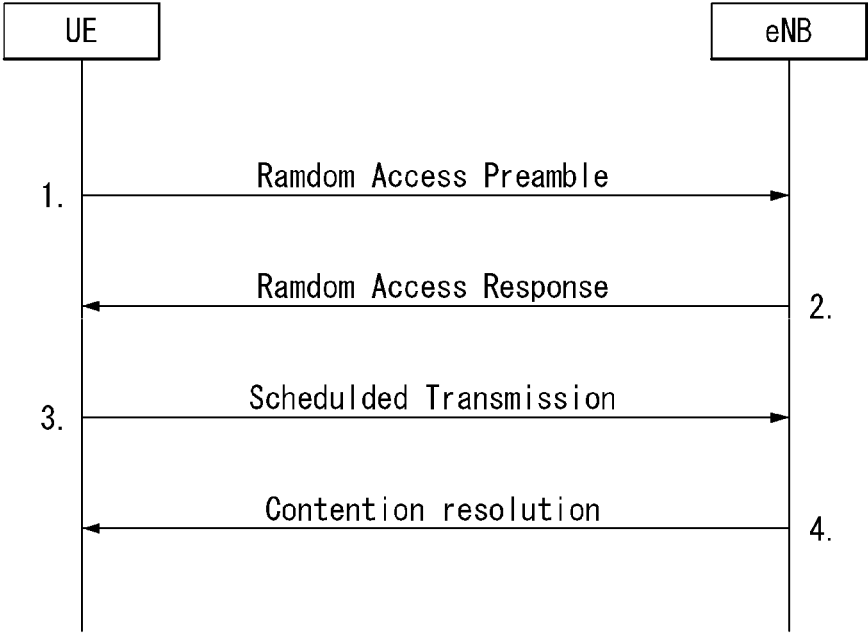 UE
eNB
1.
Ramdom Access Preamble
Ramdom Access Response
2.
3.
Schedulded Transmission
Contention resolution
4.